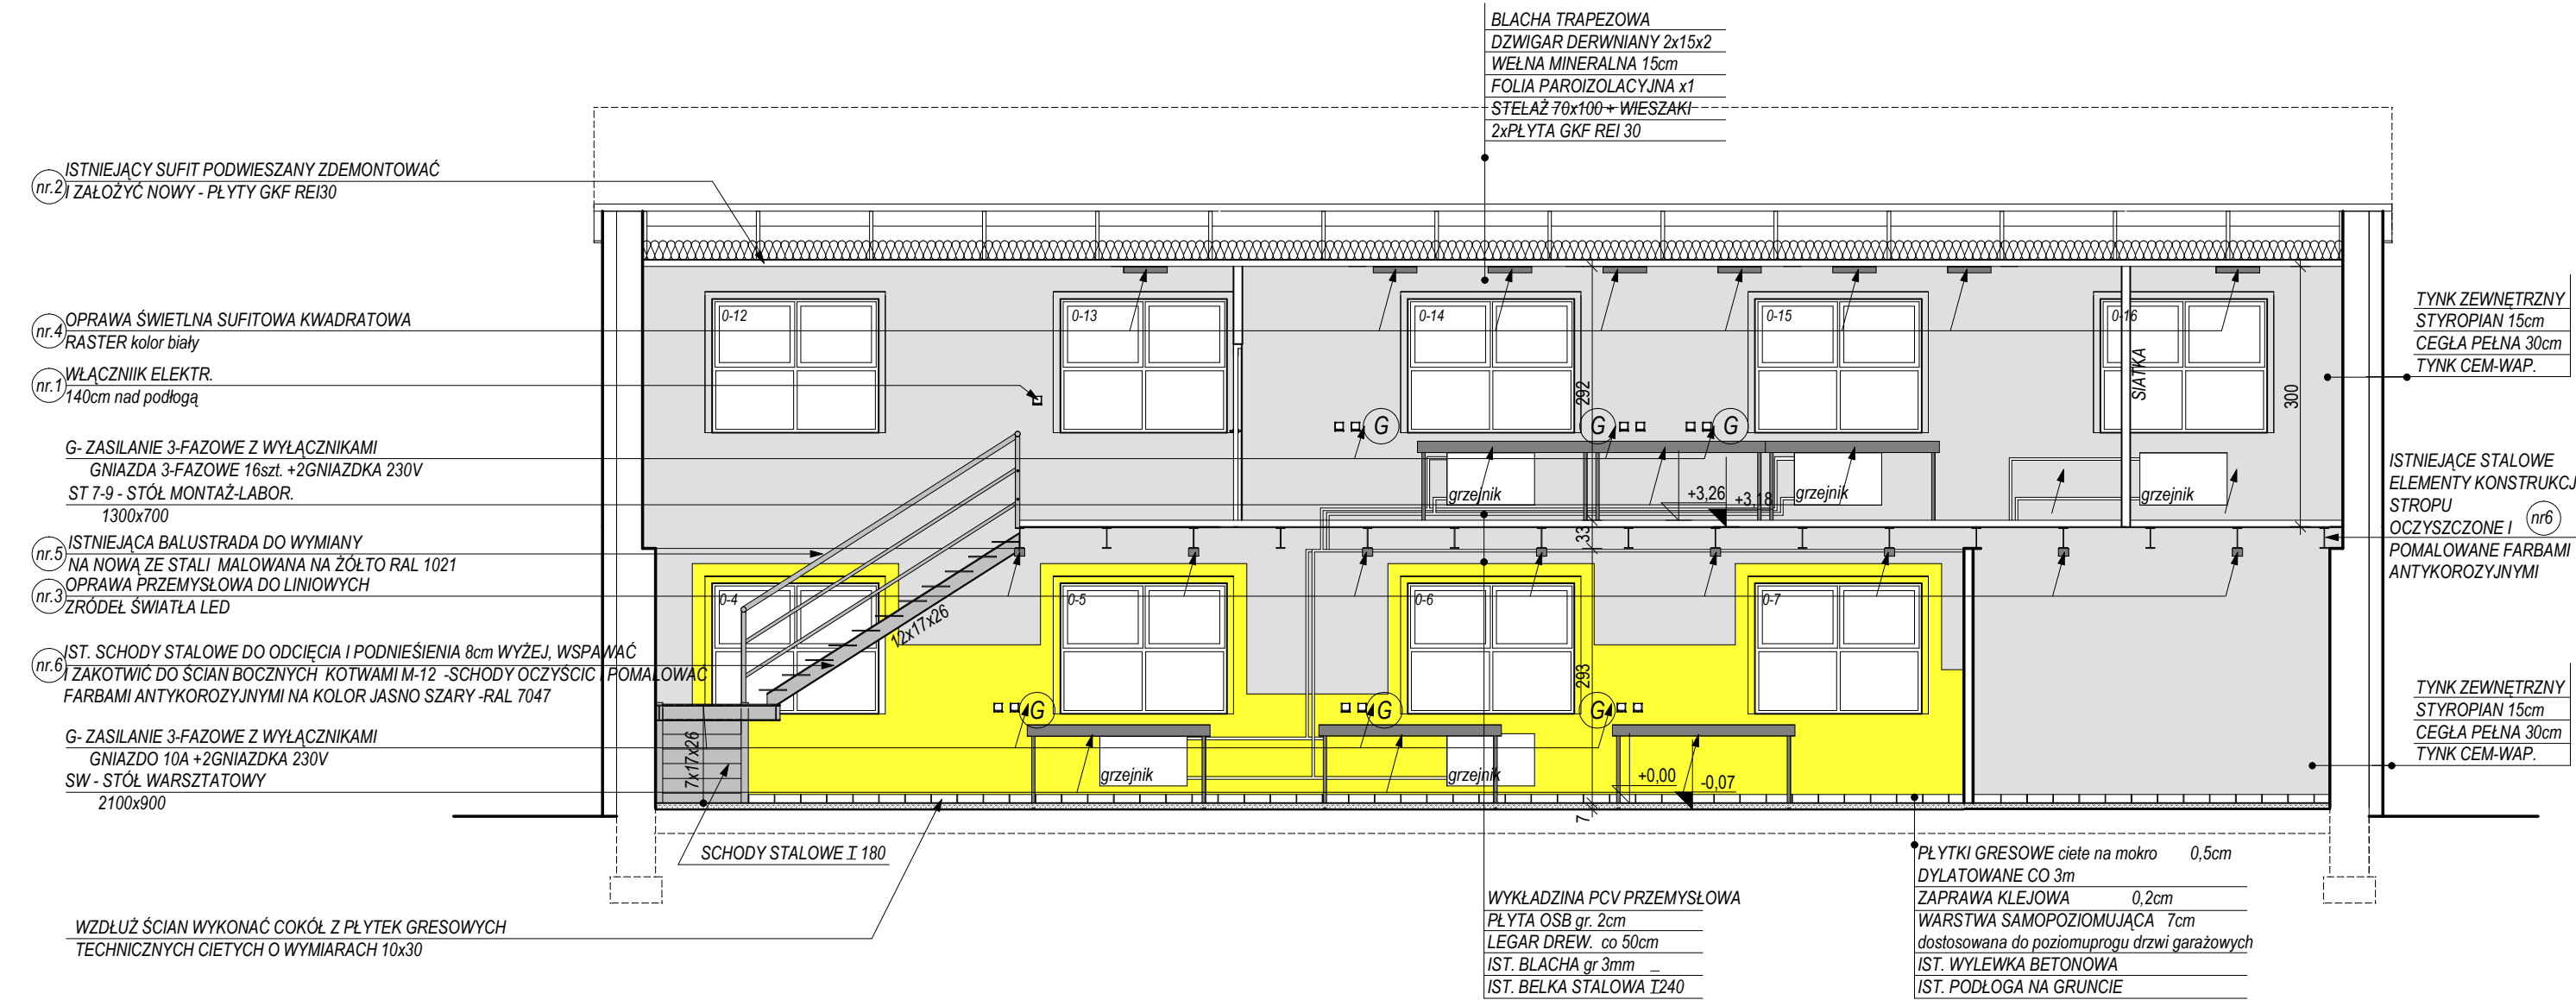 BLACHA TRAPEZOWA
DZWIGAR DERWNIANY 2x15x2
WEŁNA MINERALNA 15cm
FOLIA PAROIZOLACYJNA x1
STELAŻ 70x100 + WIESZAKI
2xPŁYTA GKF REI 30
nr.2
ISTNIEJĄCY SUFIT PODWIESZANY ZDEMONTOWAĆ
I ZAŁOŻYĆ NOWY - PŁYTY GKF REI30
nr.4
OPRAWA ŚWIETLNA SUFITOWA KWADRATOWA
RASTER kolor biały
nr.1
WŁĄCZNIIK ELEKTR.
140cm nad podłogą
G- ZASILANIE 3-FAZOWE Z WYŁĄCZNIKAMI
GNIAZDA 3-FAZOWE 16szt. +2GNIAZDKA 230V
ST 7-9 - STÓŁ MONTAŻ-LABOR.
1300x700
nr.5
ISTNIEJĄCA BALUSTRADA DO WYMIANY
NA NOWĄ ZE STALI MALOWANA NA ŻÓŁTO RAL 1021
nr.3
OPRAWA PRZEMYSŁOWA DO LINIOWYCH
ZRÓDEŁ ŚWIATŁA LED
nr.6
IST. SCHODY STALOWE DO ODCIĘCIA I PODNIEŚIENIA 8cm WYŻEJ, WSPAWAĆ
I ZAKOTWIĆ DO ŚCIAN BOCZNYCH KOTWAMI M-12 -SCHODY OCZYŚCIC I POMALOWAĆ
FARBAMI ANTYKOROZYJNYMI NA KOLOR JASNO SZARY -RAL 7047
G- ZASILANIE 3-FAZOWE Z WYŁĄCZNIKAMI
GNIAZDO 10A +2GNIAZDKA 230V
SW - STÓŁ WARSZTATOWY
2100x900
SCHODY STALOWE I 180
WZDŁUŻ ŚCIAN WYKONAĆ COKÓŁ Z PŁYTEK GRESOWYCH
TECHNICZNYCH CIETYCH O WYMIARACH 10x30
0-12
0-13
0-14
0-15
0-16
SIATKA
292
300
G
G
G
grzejnik
+3,26
+3,18
grzejnik
grzejnik
33
0-4
0-5
0-6
0-7
12x17x26
293
G
G
G
7x17x26
grzejnik
grzejnik
+0,00
-0,07
7
TYNK ZEWNĘTRZNY
STYROPIAN 15cm
CEGŁA PEŁNA 30cm
TYNK CEM-WAP.
ISTNIEJĄCE STALOWE
ELEMENTY KONSTRUKCJ
STROPU
OCZYSZCZONE I
nr6
POMALOWANE FARBAMI
ANTYKOROZYJNYMI
TYNK ZEWNĘTRZNY
STYROPIAN 15cm
CEGŁA PEŁNA 30cm
TYNK CEM-WAP.
WYKŁADZINA PCV PRZEMYSŁOWA
PŁYTA OSB gr. 2cm
LEGAR DREW. co 50cm
IST. BLACHA gr 3mm
IST. BELKA STALOWA I240
PŁYTKI GRESOWE ciete na mokro 0,5cm
DYLATOWANE CO 3m
ZAPRAWA KLEJOWA 0,2cm
WARSTWA SAMOPOZIOMUJĄCA 7cm
dostosowana do poziomuprogu drzwi garażowych
IST. WYLEWKA BETONOWA
IST. PODŁOGA NA GRUNCIE